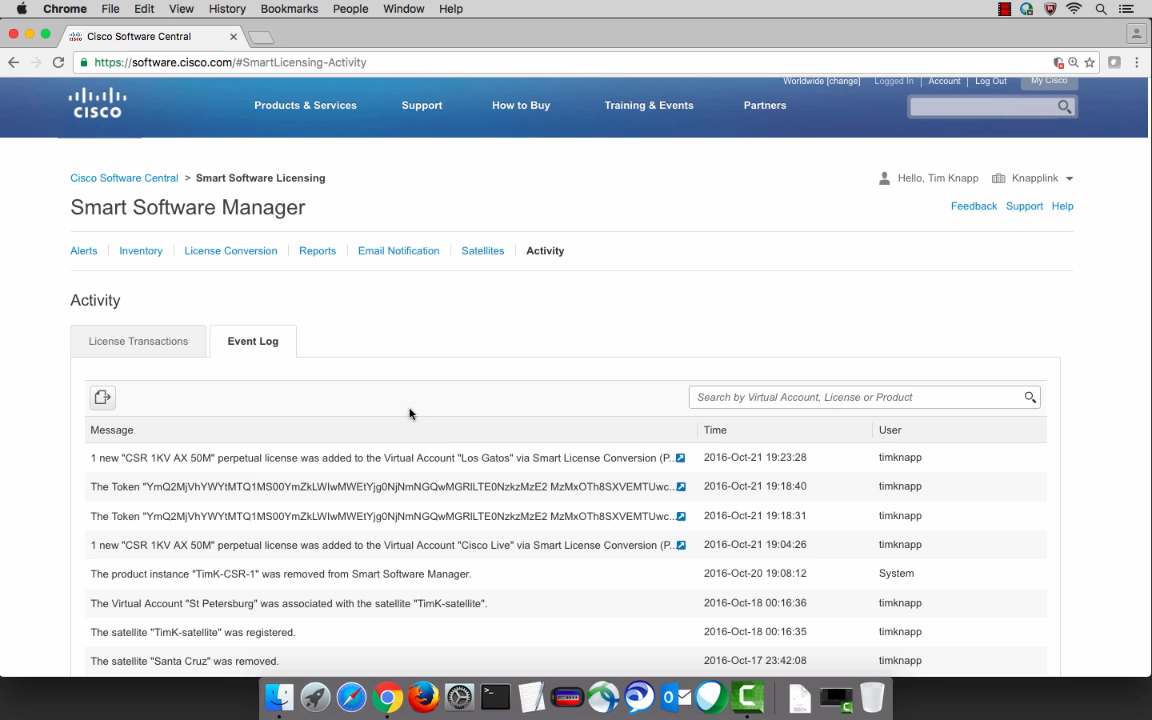 Chrome File Edit View History Bookmarks People Window Help
Cisco Software Central
https://software.cisco.com/#SmartLicensing-Activity
Worldwide [change] Logged In Account Log Out My Cisco
CISCO
Products & Services Support How to Buy Training & Events Partners
Cisco Software Central > Smart Software Licensing
Hello, Tim Knapp Knapplink
Smart Software Manager
Feedback Support Help
Alerts Inventory License Conversion Reports Email Notification Satellites Activity
Activity
License Transactions Event Log
Search by Virtual Account, License or Product
Message Time User
1 new "CSR 1KV AX 50M" perpetual license was added to the Virtual Account "Los Gatos" via Smart License Conversion (P... 2016-Oct-21 19:23:28 timknapp
The Token "YmQ2MjVhYWYtMTQ1MS00YmZkLWIwMWEtYjg0NjNmNGQwMGRlLTE0NzkzMzE2 MzMxOTh8SXVEMTUwc... 2016-Oct-21 19:18:40 timknapp
The Token "YmQ2MjVhYWYtMTQ1MS00YmZkLWIwMWEtYjg0NjNmNGQwMGRlLTE0NzkzMzE2 MzMxOTh8SXVEMTUwc... 2016-Oct-21 19:18:31 timknapp
1 new "CSR 1KV AX 50M" perpetual license was added to the Virtual Account "Cisco Live" via Smart License Conversion (P... 2016-Oct-21 19:04:26 timknapp
The product instance "TimK-CSR-1" was removed from Smart Software Manager. 2016-Oct-20 19:08:12 System
The Virtual Account "St Petersburg" was associated with the satellite "TimK-satellite". 2016-Oct-18 00:16:36 timknapp
The satellite "TimK-satellite" was registered. 2016-Oct-18 00:16:35 timknapp
The satellite "Santa Cruz" was removed. 2016-Oct-17 23:42:08 timknapp